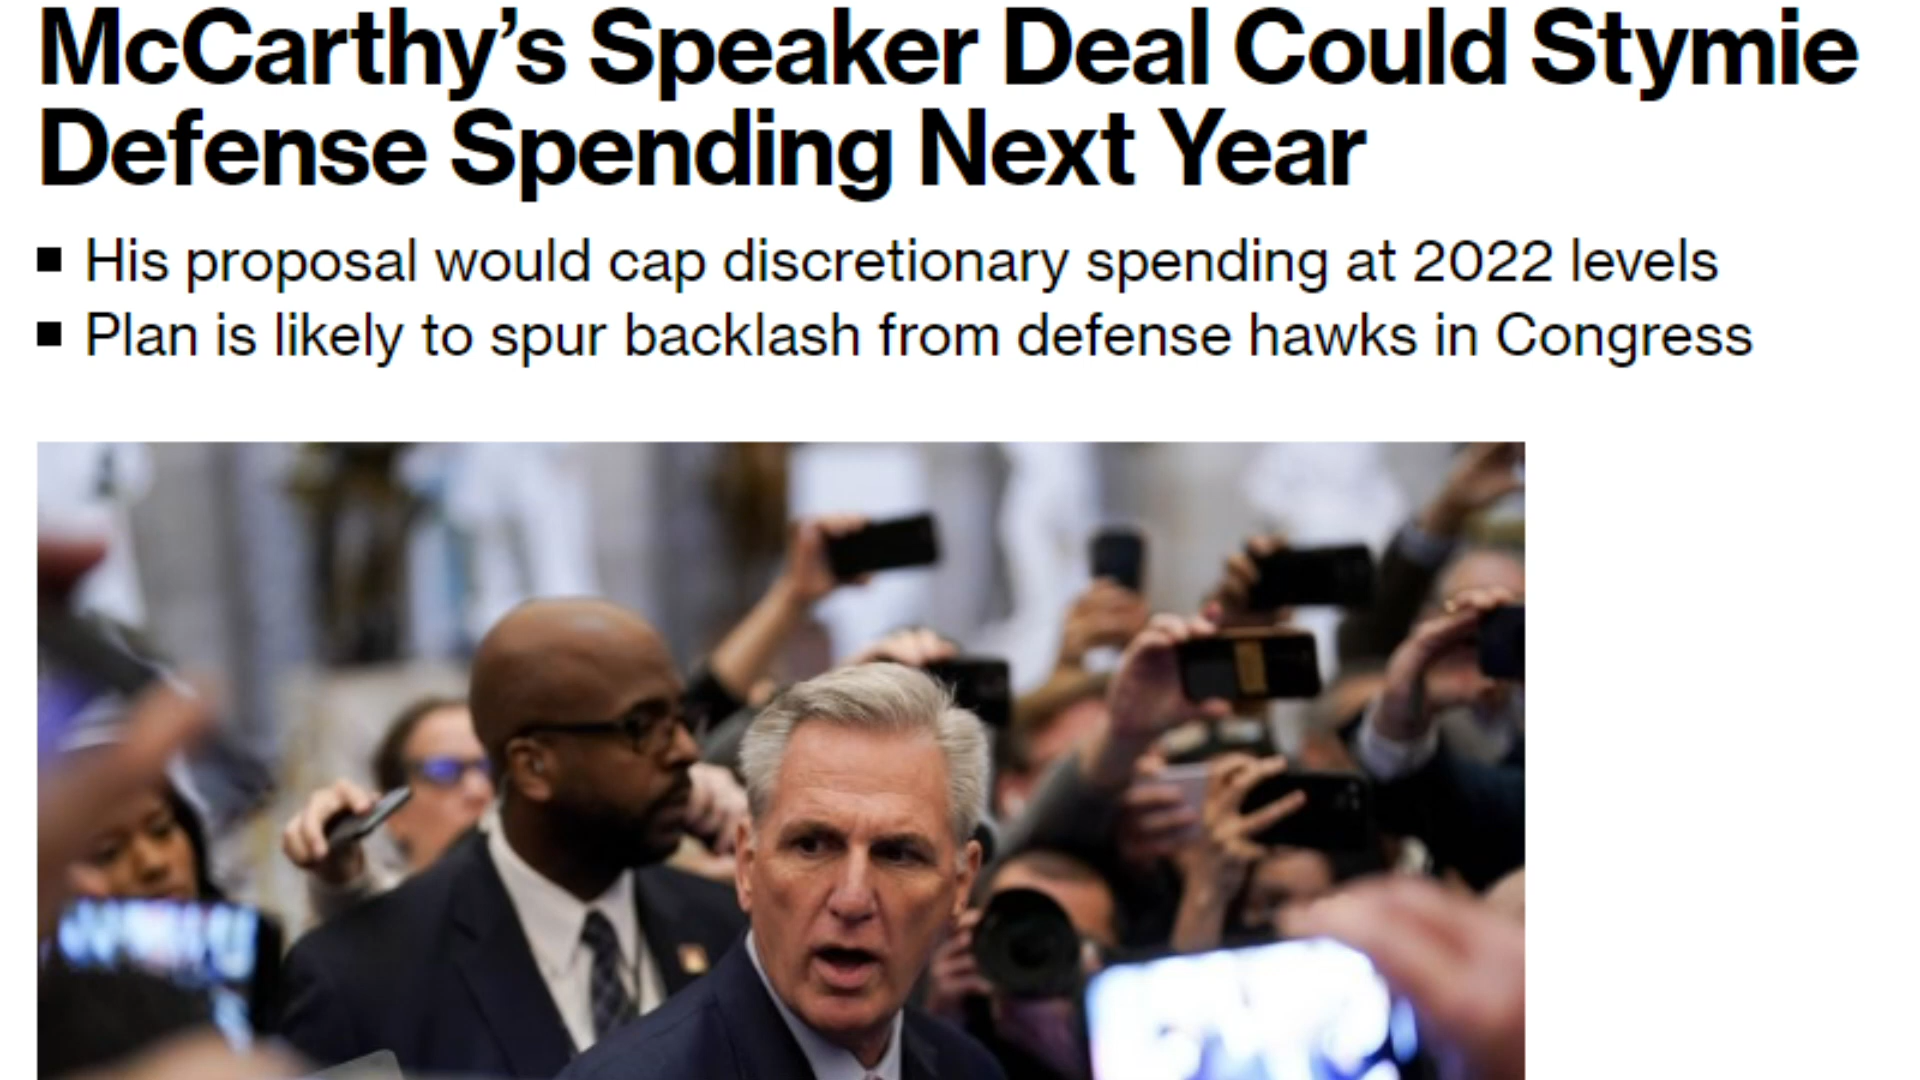 McCarthy’s Speaker Deal Could Stymie
Defense Spending Next Year
■ His proposal would cap discretionary spending at 2022 levels
■ Plan is likely to spur backlash from defense hawks in Congress